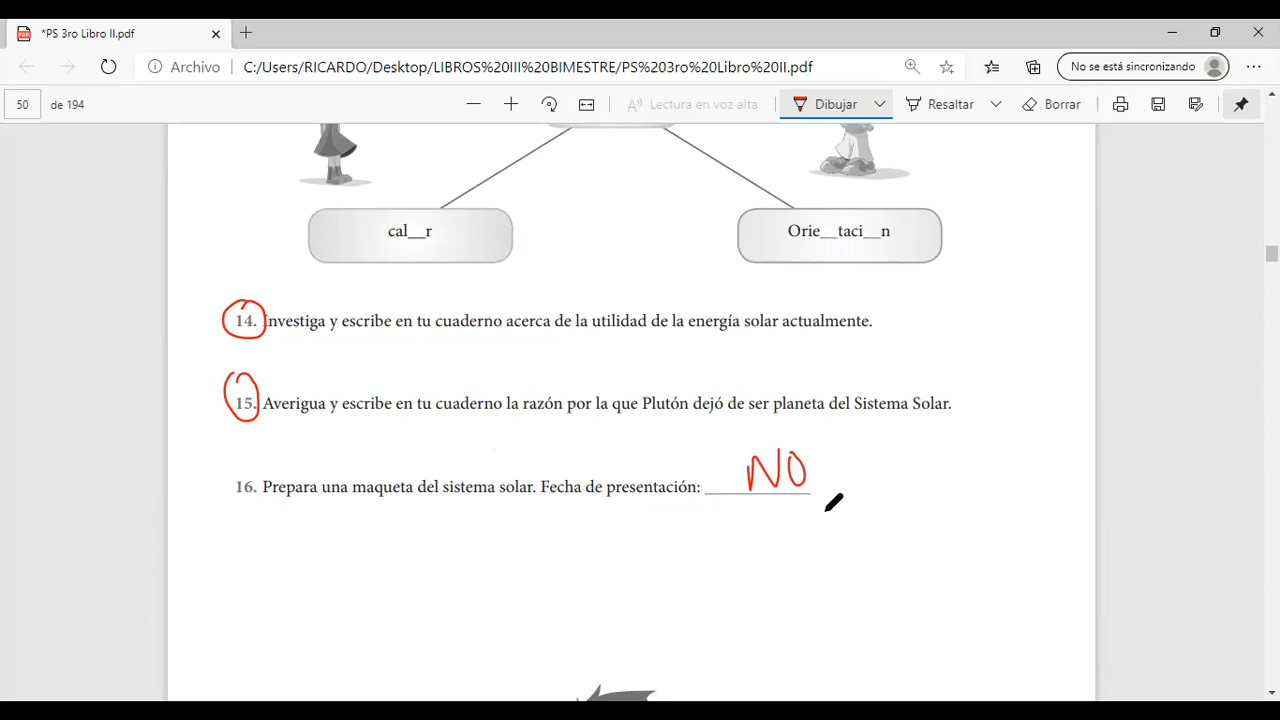 *PS 3ro Libro II.pdf
Archivo C:/Users/RICARDO/Desktop/LIBROS%20III%20BIMESTRE/PS%203ro%20Libro%20II.pdf No se está sincronizando
50 de 194 Lectura en voz alta Dibujar Resaltar Borrar
cal__r Orie__taci__n
14. Investiga y escribe en tu cuaderno acerca de la utilidad de la energía solar actualmente.
15. Averigua y escribe en tu cuaderno la razón por la que Plutón dejó de ser planeta del Sistema Solar.
16. Prepara una maqueta del sistema solar. Fecha de presentación: NO